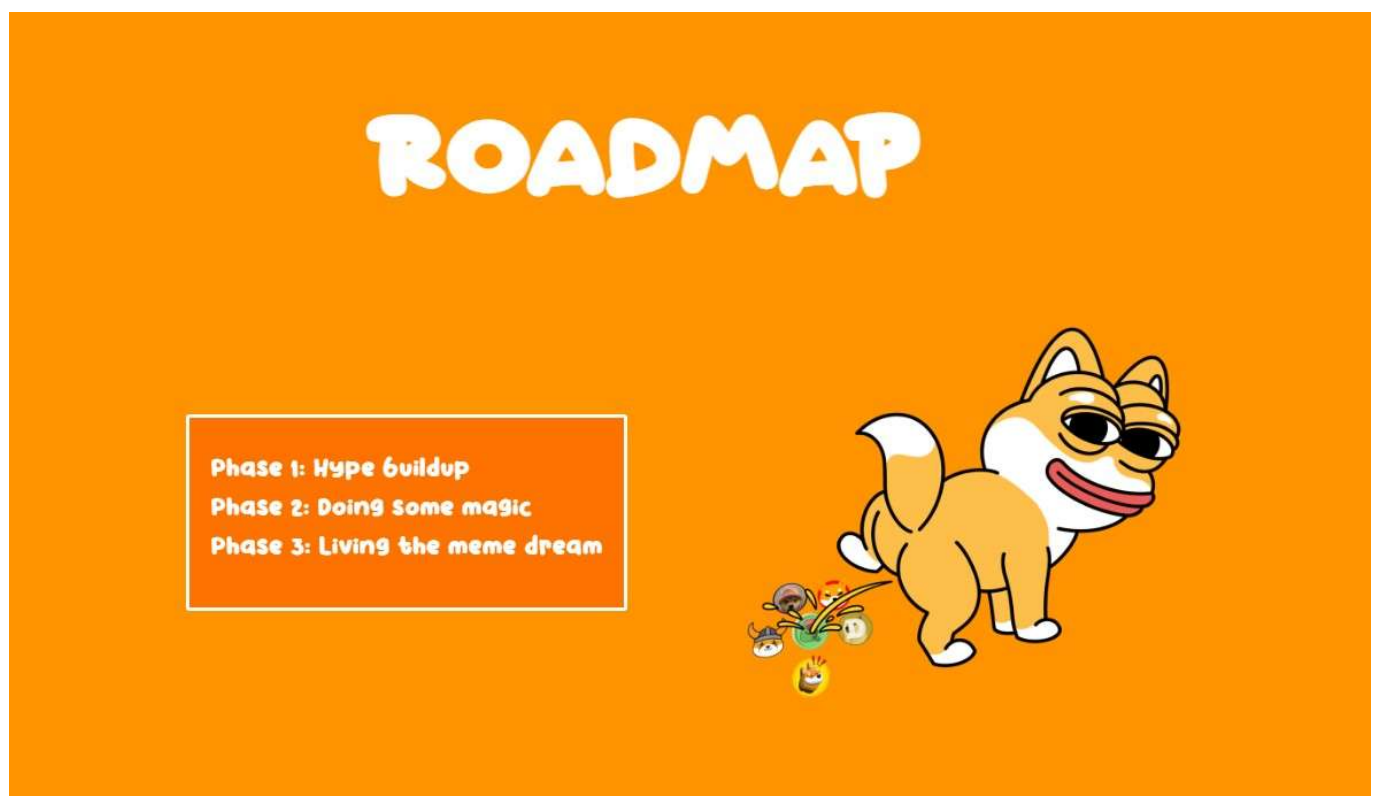 ROADMAP
Phase 1: Hype buildup
Phase 2: Doing some magic
Phase 3: Living the meme dream